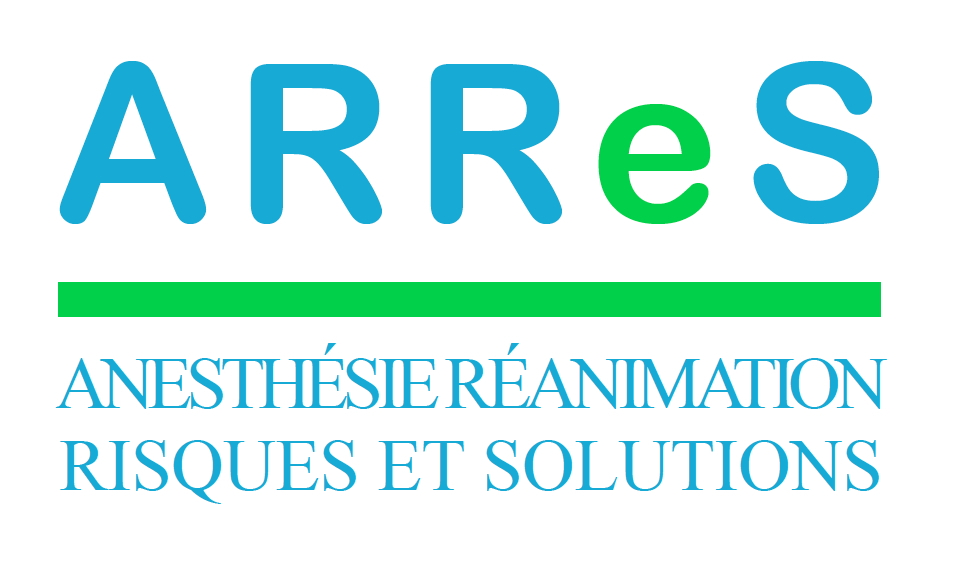 ARReS
ANESTHÉSIE RÉANIMATION
RISQUES ET SOLUTIONS